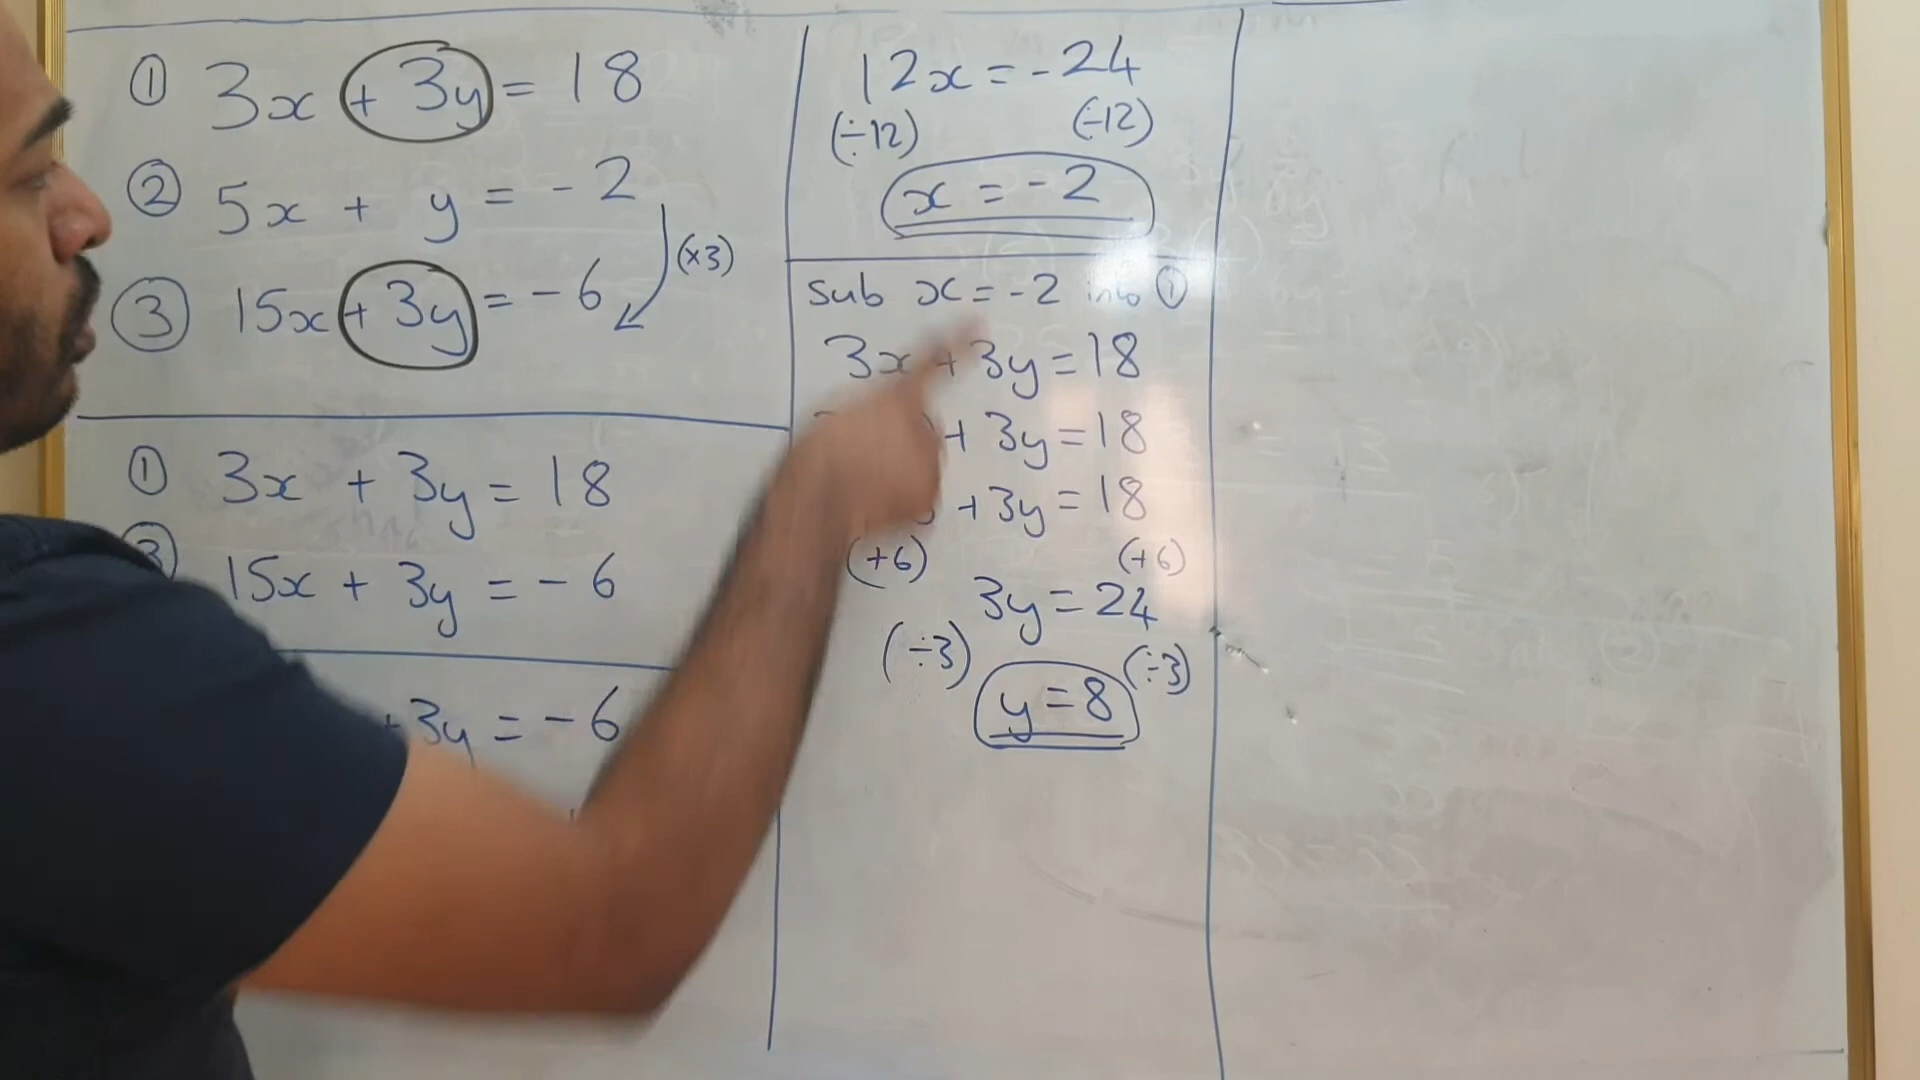 ① 3x + 3y = 18
② 5x + y = -2
(×3)
③ 15x + 3y = -6
① 3x + 3y = 18
③ 15x + 3y = -6
+3y = -6
12x = -24
(÷12) (÷12)
x = -2
sub x = -2 into ①
3x + 3y = 18
) + 3y = 18
+ 3y = 18
(+6) (+6)
3y = 24
(÷3) (÷3)
y = 8